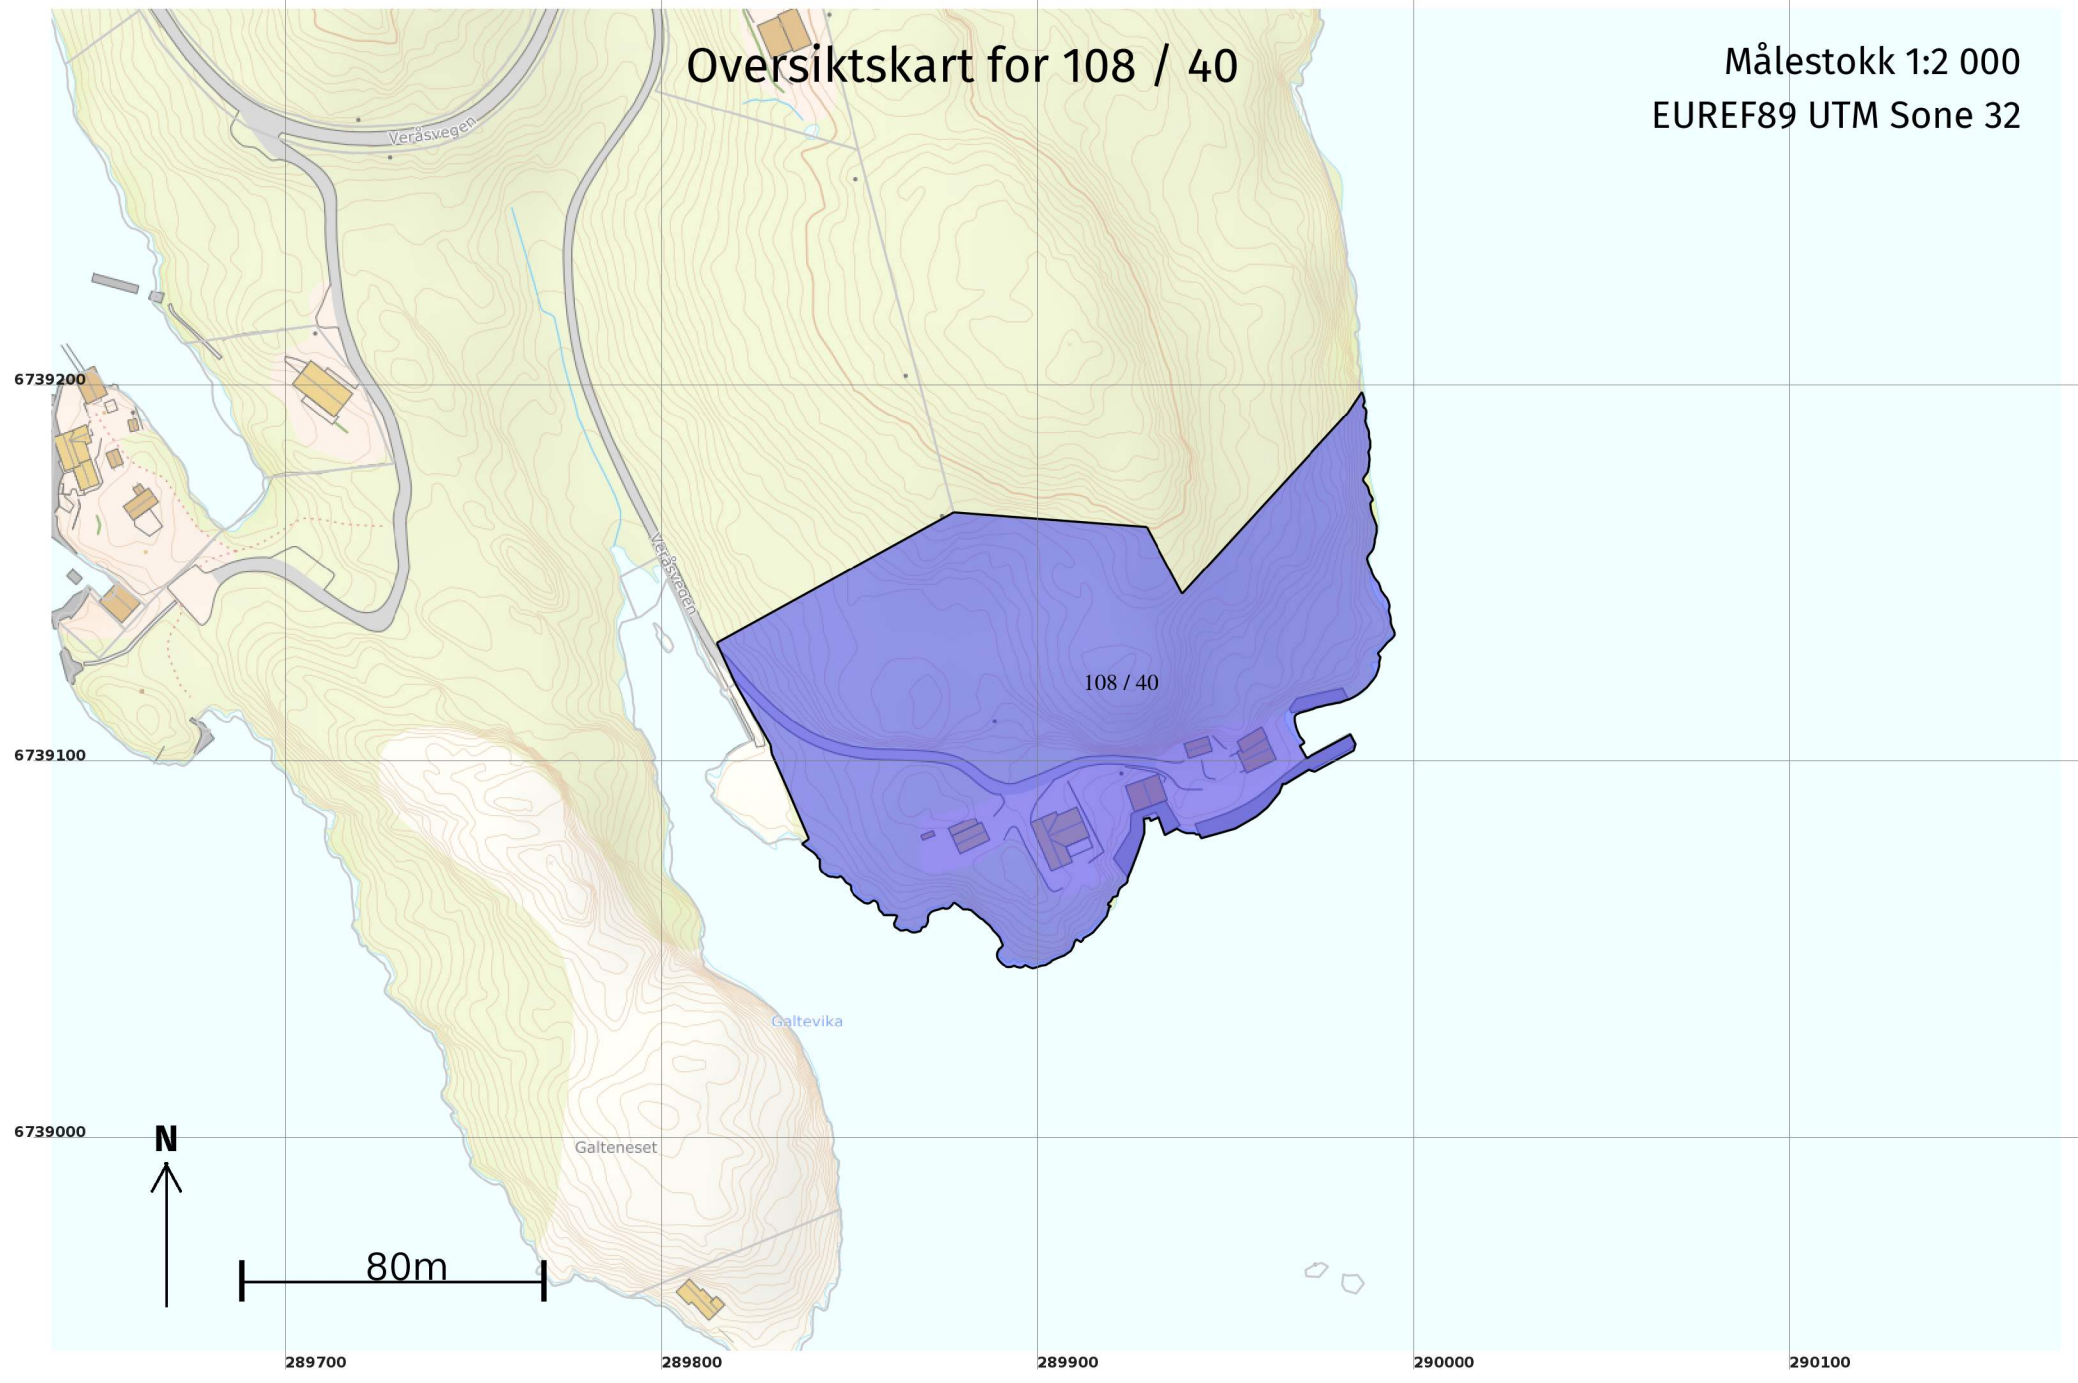 Oversiktskart for 108 / 40
Målestokk 1:2 000
EUREF89 UTM Sone 32
Veråsvegen
6739200
Veråsvegen
108 / 40
6739100
Galtevika
6739000
N
Galteneset
80m
289700
289800
289900
290000
290100